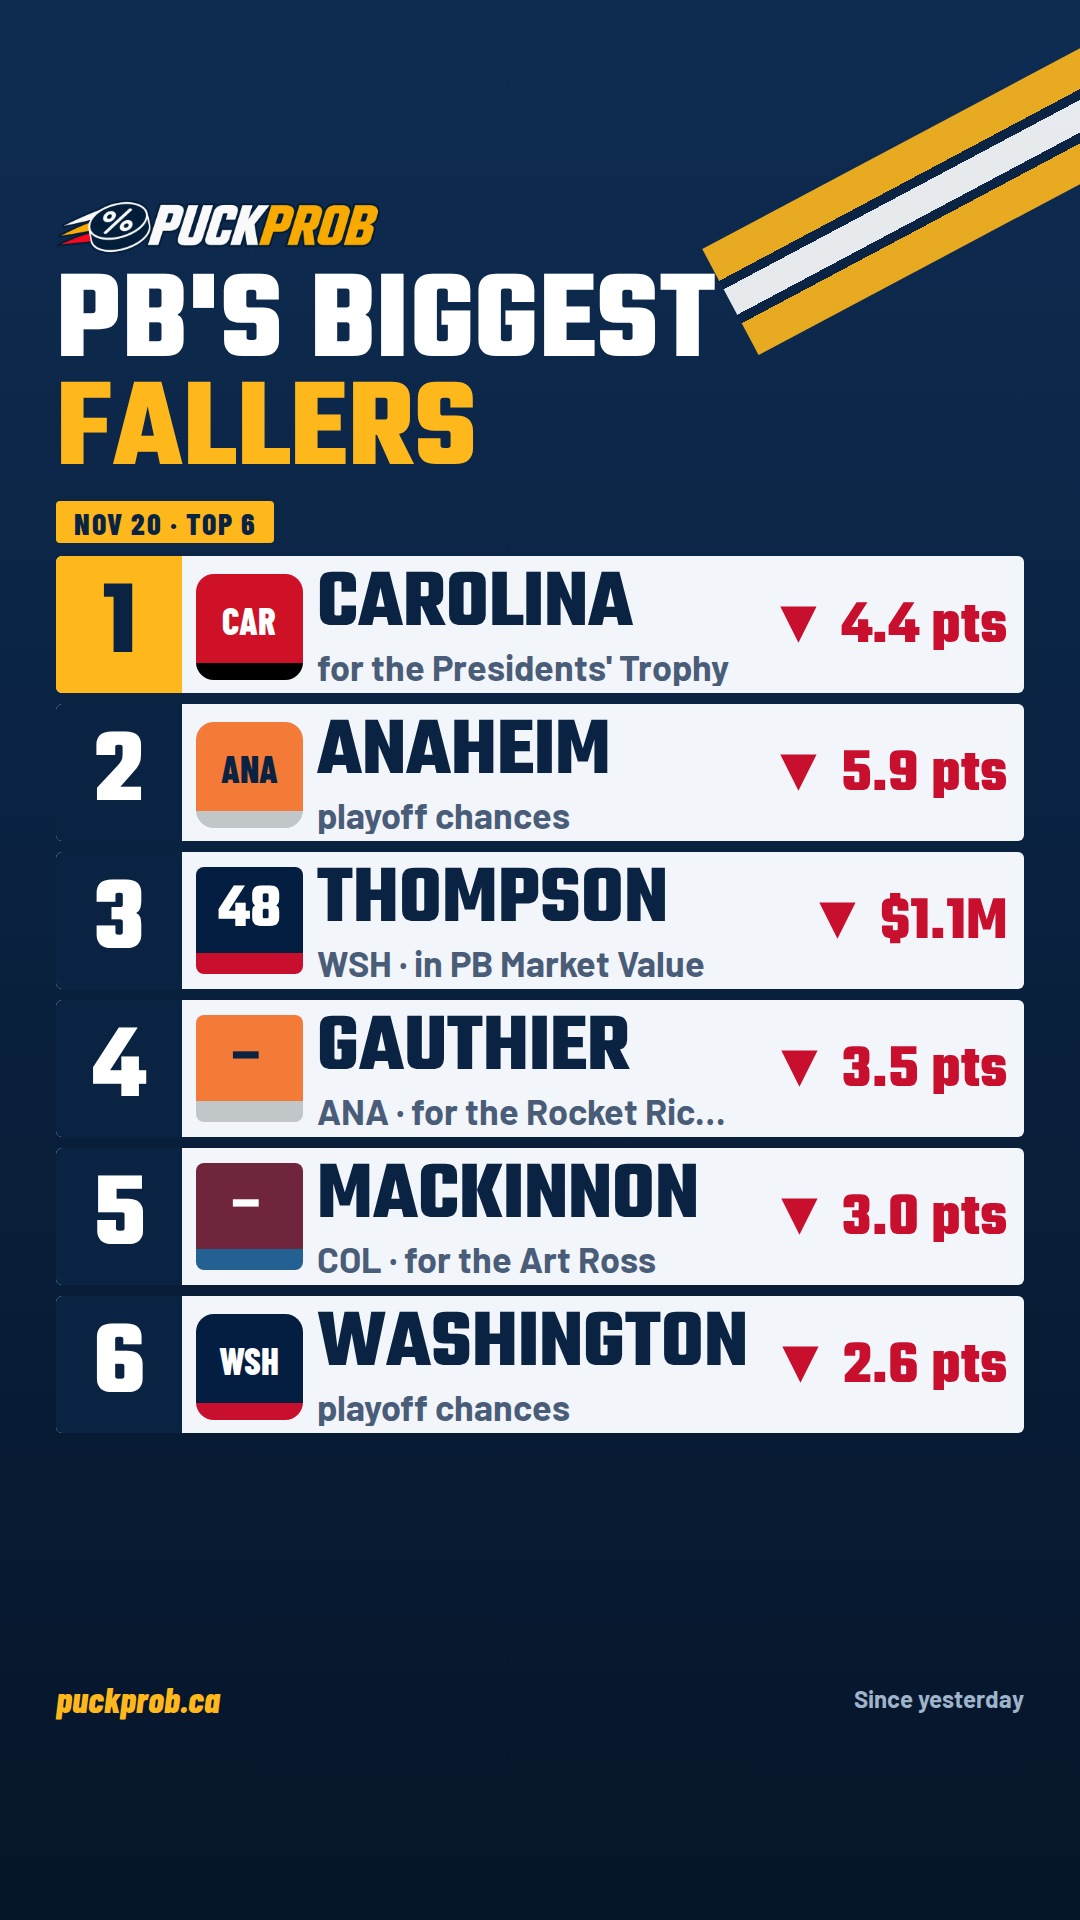 % PUCKPROB
PB'S BIGGEST
FALLERS
NOV 20 · TOP 6
1
CAR
CAROLINA
for the Presidents' Trophy
▼ 4.4 pts
2
ANA
ANAHEIM
playoff chances
▼ 5.9 pts
3
48
THOMPSON
WSH · in PB Market Value
▼ $1.1M
4
–
GAUTHIER
ANA · for the Rocket Ric...
▼ 3.5 pts
5
–
MACKINNON
COL · for the Art Ross
▼ 3.0 pts
6
WSH
WASHINGTON
playoff chances
▼ 2.6 pts
puckprob.ca
Since yesterday